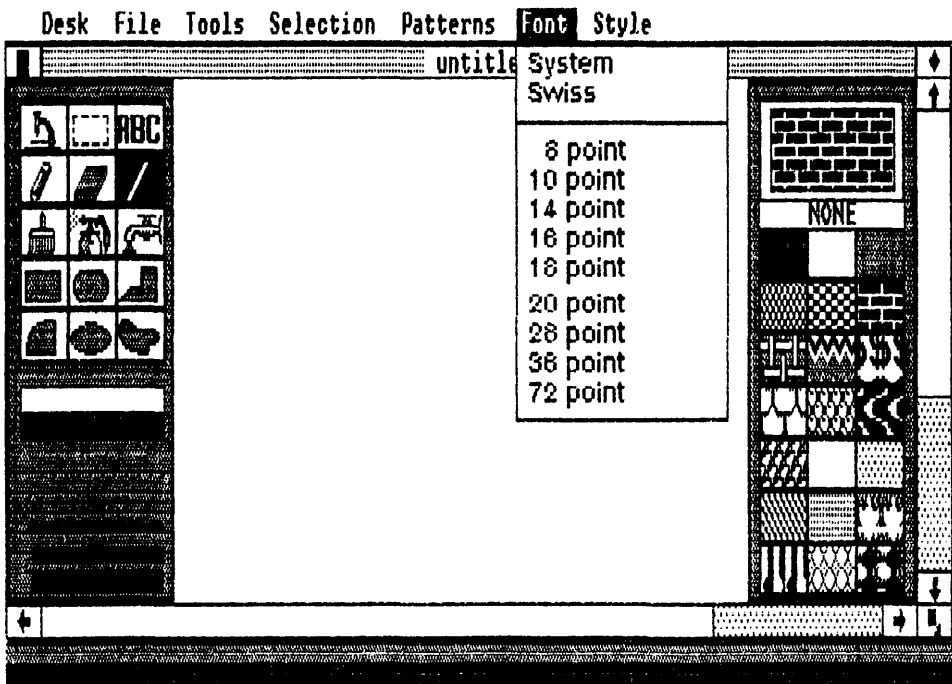 Desk File Tools Selection Patterns Font Style
untitle
System
Swiss
8 point
10 point
14 point
16 point
18 point
20 point
28 point
36 point
72 point
ABC
NONE